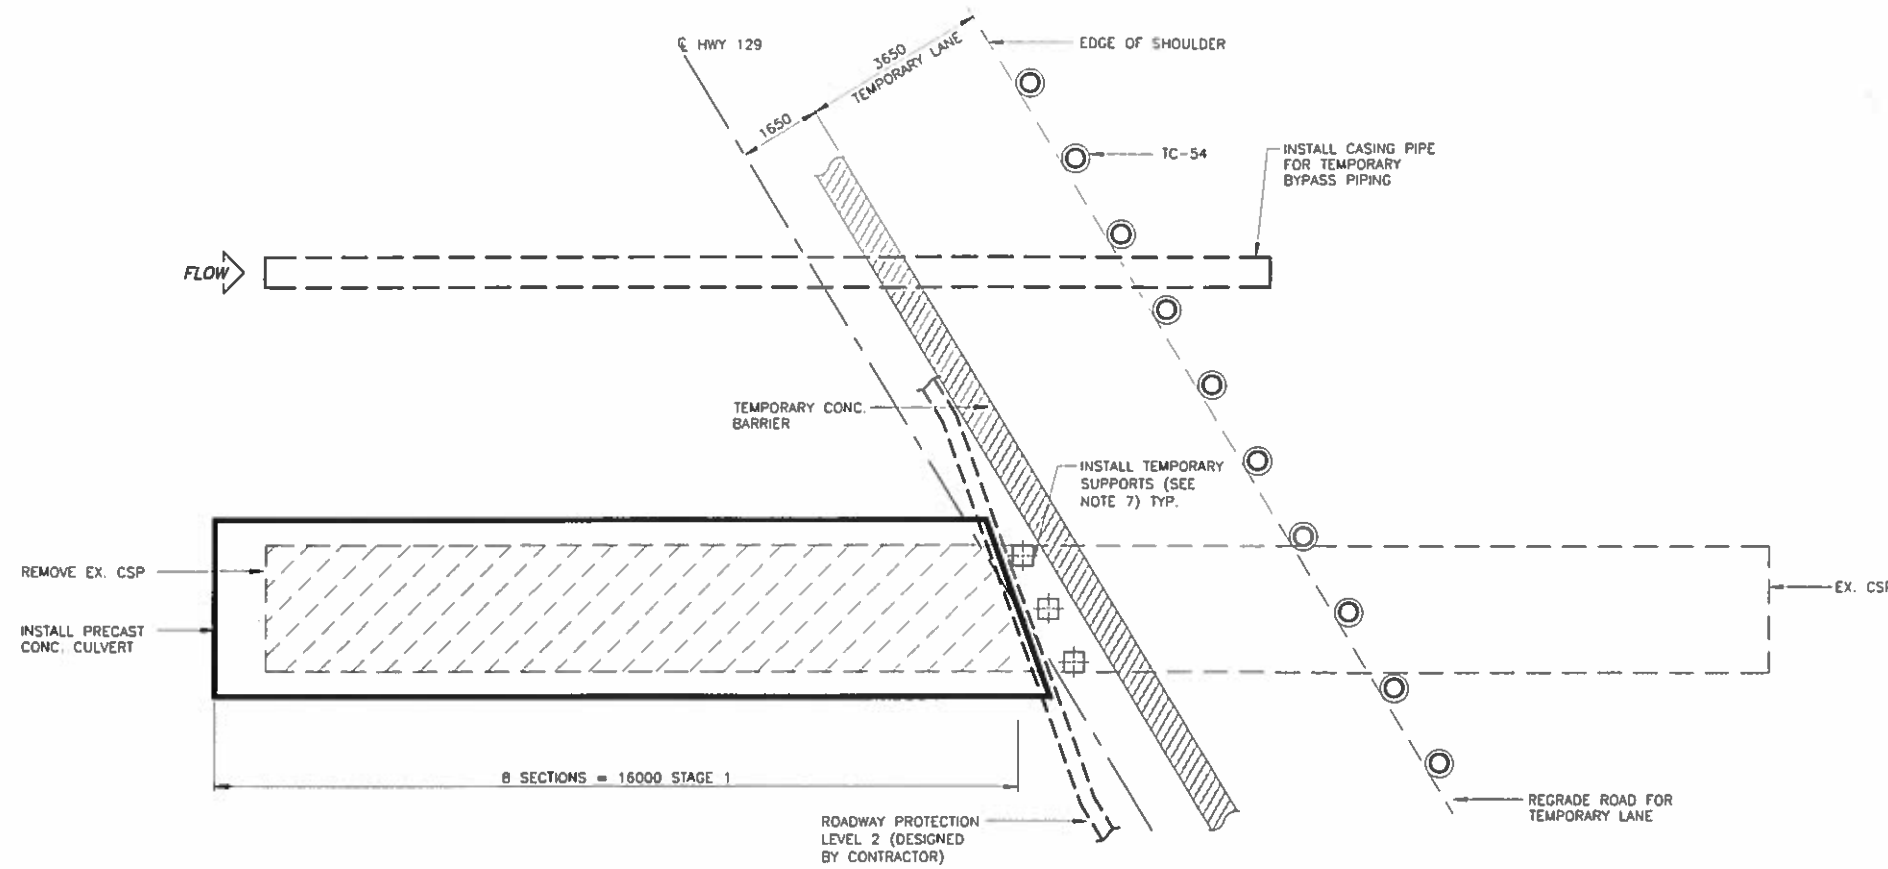 ℄ HWY 129
3650
TEMPORARY LANE
1650
EDGE OF SHOULDER
TC-54
INSTALL CASING PIPE
FOR TEMPORARY
BYPASS PIPING
FLOW
TEMPORARY CONC.
BARRIER
INSTALL TEMPORARY
SUPPORTS (SEE
NOTE 7) TYP.
REMOVE EX. CSP
EX. CSP
INSTALL PRECAST
CONC. CULVERT
8 SECTIONS = 16000 STAGE 1
ROADWAY PROTECTION
LEVEL 2 (DESIGNED
BY CONTRACTOR)
REGRADE ROAD FOR
TEMPORARY LANE